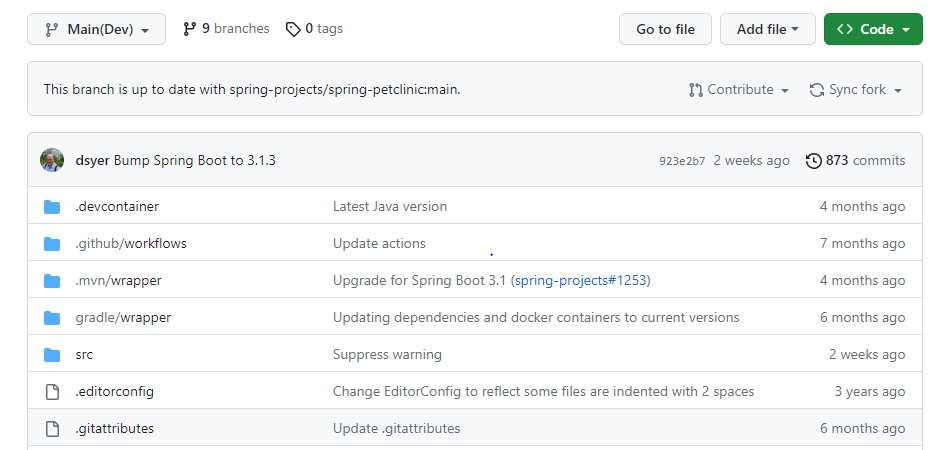 Main(Dev) 9 branches 0 tags Go to file Add file Code
This branch is up to date with spring-projects/spring-petclinic:main. Contribute Sync fork
dsyer Bump Spring Boot to 3.1.3 923e2b7 2 weeks ago 873 commits
.devcontainer Latest Java version 4 months ago
.github/workflows Update actions 7 months ago
.mvn/wrapper Upgrade for Spring Boot 3.1 (spring-projects#1253) 4 months ago
gradle/wrapper Updating dependencies and docker containers to current versions 6 months ago
src Suppress warning 2 weeks ago
.editorconfig Change EditorConfig to reflect some files are indented with 2 spaces 3 years ago
.gitattributes Update .gitattributes 6 months ago